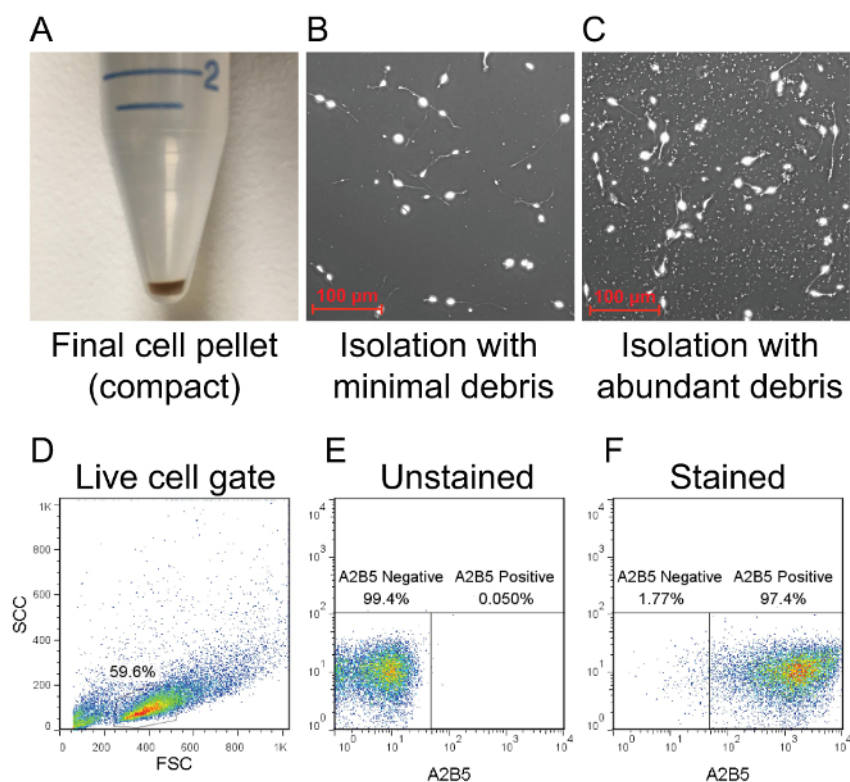 A
B
C
2
100 µm
100 µm
Final cell pellet
(compact)
Isolation with
minimal debris
Isolation with
abundant debris
D
Live cell gate
E
Unstained
F
Stained
1K
800
600
400
200
0
SCC
59.6%
0 200 400 600 800 1K
FSC
10^4
10^3
10^2
10^1
10^0
A2B5 Negative
99.4%
A2B5 Positive
0.050%
10^0 10^1 10^2 10^3 10^4
A2B5
10^4
10^3
10^2
10^1
10^0
A2B5 Negative
1.77%
A2B5 Positive
97.4%
10^0 10^1 10^2 10^3 10^4
A2B5